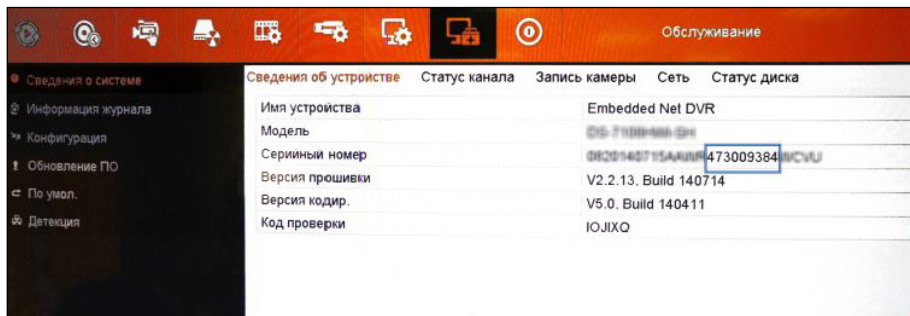 Обслуживание
Сведения о системе
Информация журнала
Конфигурация
Обновление ПО
По умол.
Детекция
Сведения об устройстве Статус канала Запись камеры Сеть Статус диска
Имя устройства Embedded Net DVR
Модель
Серийный номер 473009384
Версия прошивки V2.2.13, Build 140714
Версия кодир. V5.0, Build 140411
Код проверки IOJIXQ